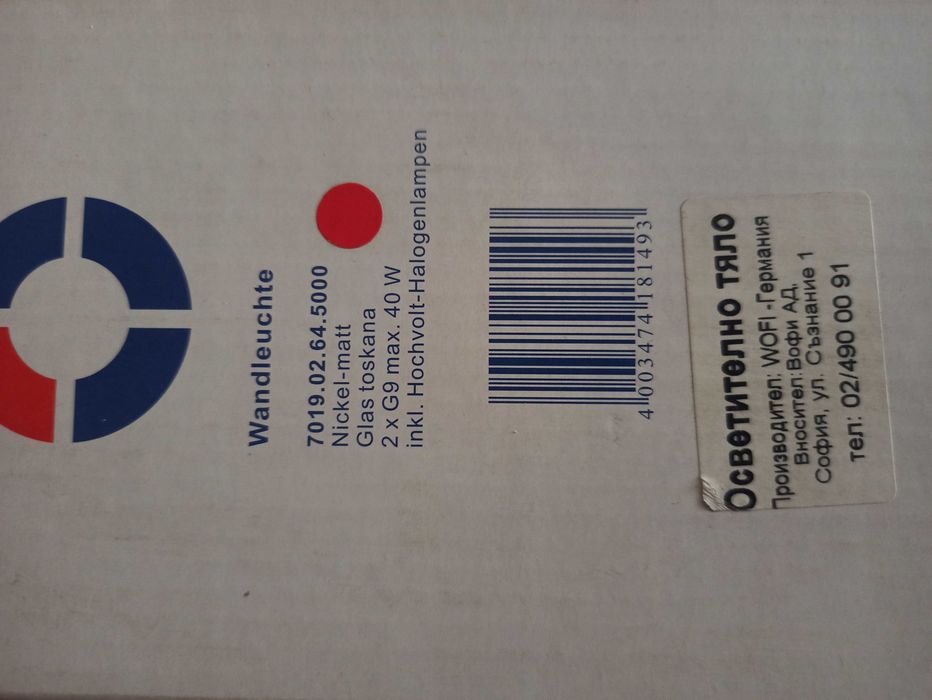 Wandleuchte
7019.02.64.5000
Nickel-matt
Glas toskana
2 x G9 max. 40 W
inkl. Hochvolt-Halogenlampen
4 003474 181493
Осветително тяло
Производител: WOFI -Германия
Вносител: Вофи АД,
София, ул. Съзнание 1
тел: 02/490 00 91